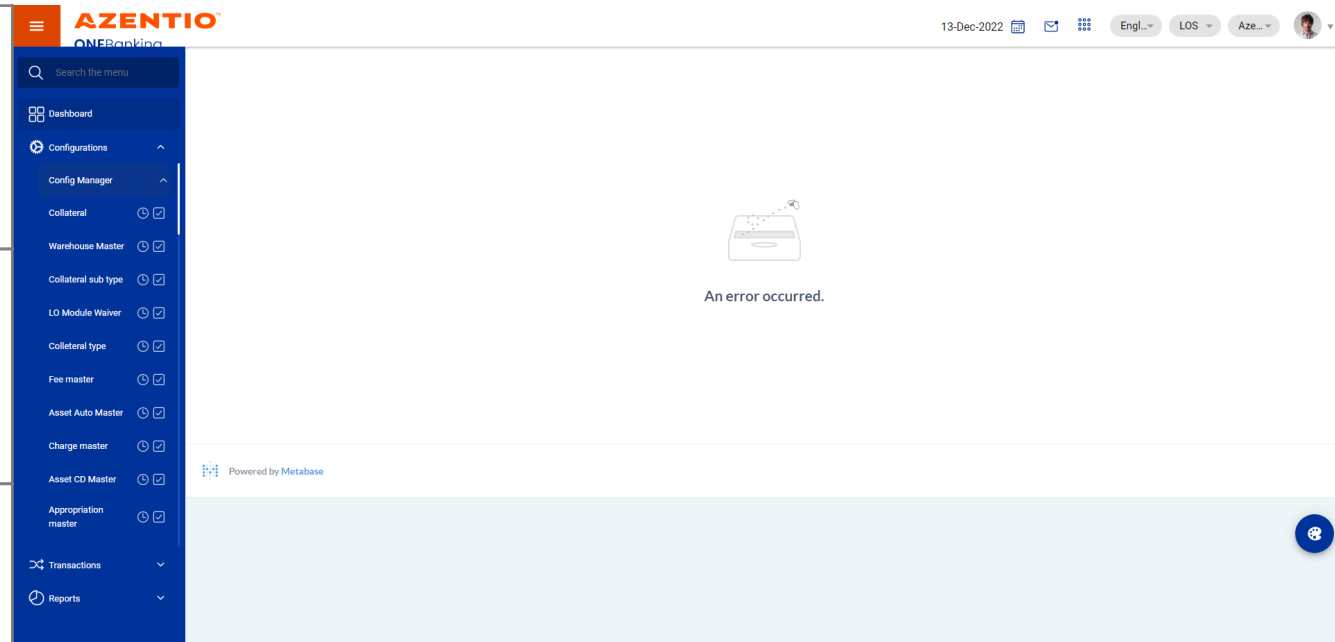 AZENTIO™
ONEBanking
13-Dec-2022
Engl...
LOS
Aze...
Search the menu
Dashboard
Configurations
Config Manager
Collateral
Warehouse Master
Collateral sub type
LO Module Waiver
Colleteral type
Fee master
Asset Auto Master
Charge master
Asset CD Master
Appropriation
master
Transactions
Reports
An error occurred.
Powered by Metabase